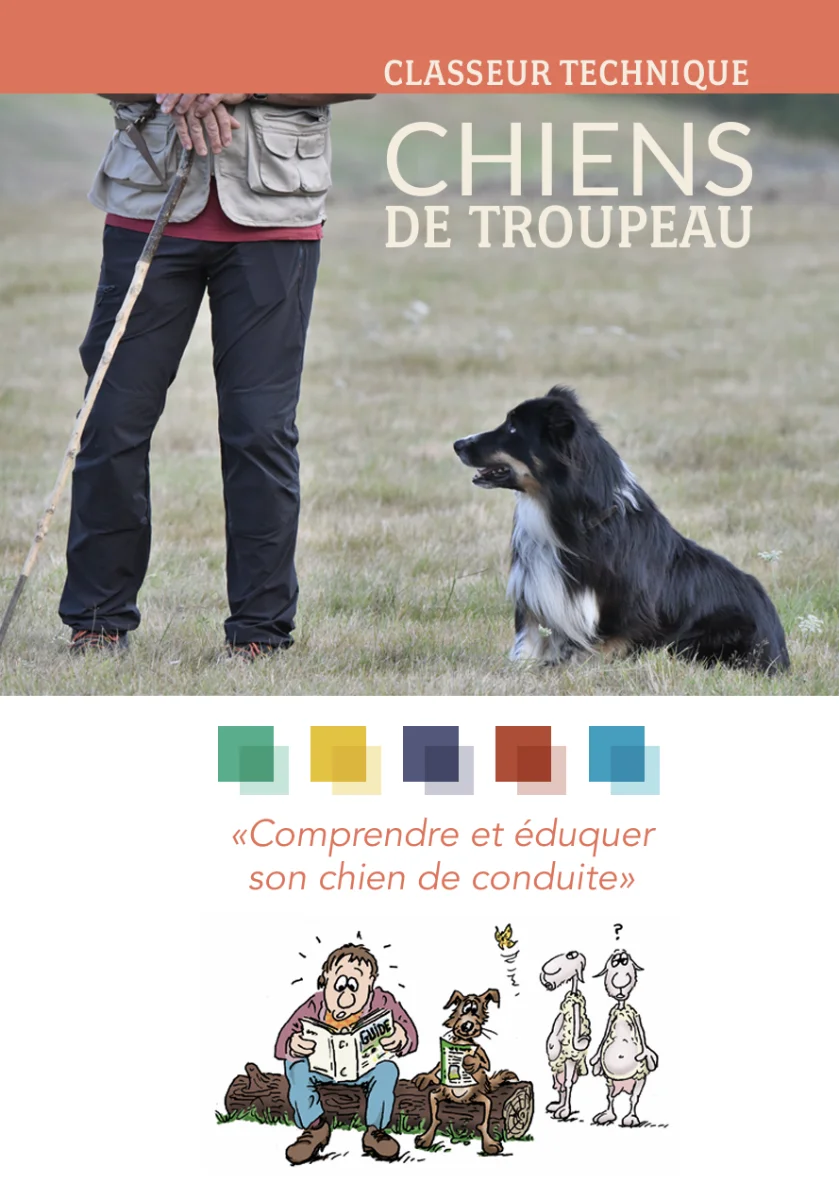 CLASSEUR TECHNIQUE
CHIENS
DE TROUPEAU
«Comprendre et éduquer
son chien de conduite»
?
GUIDE